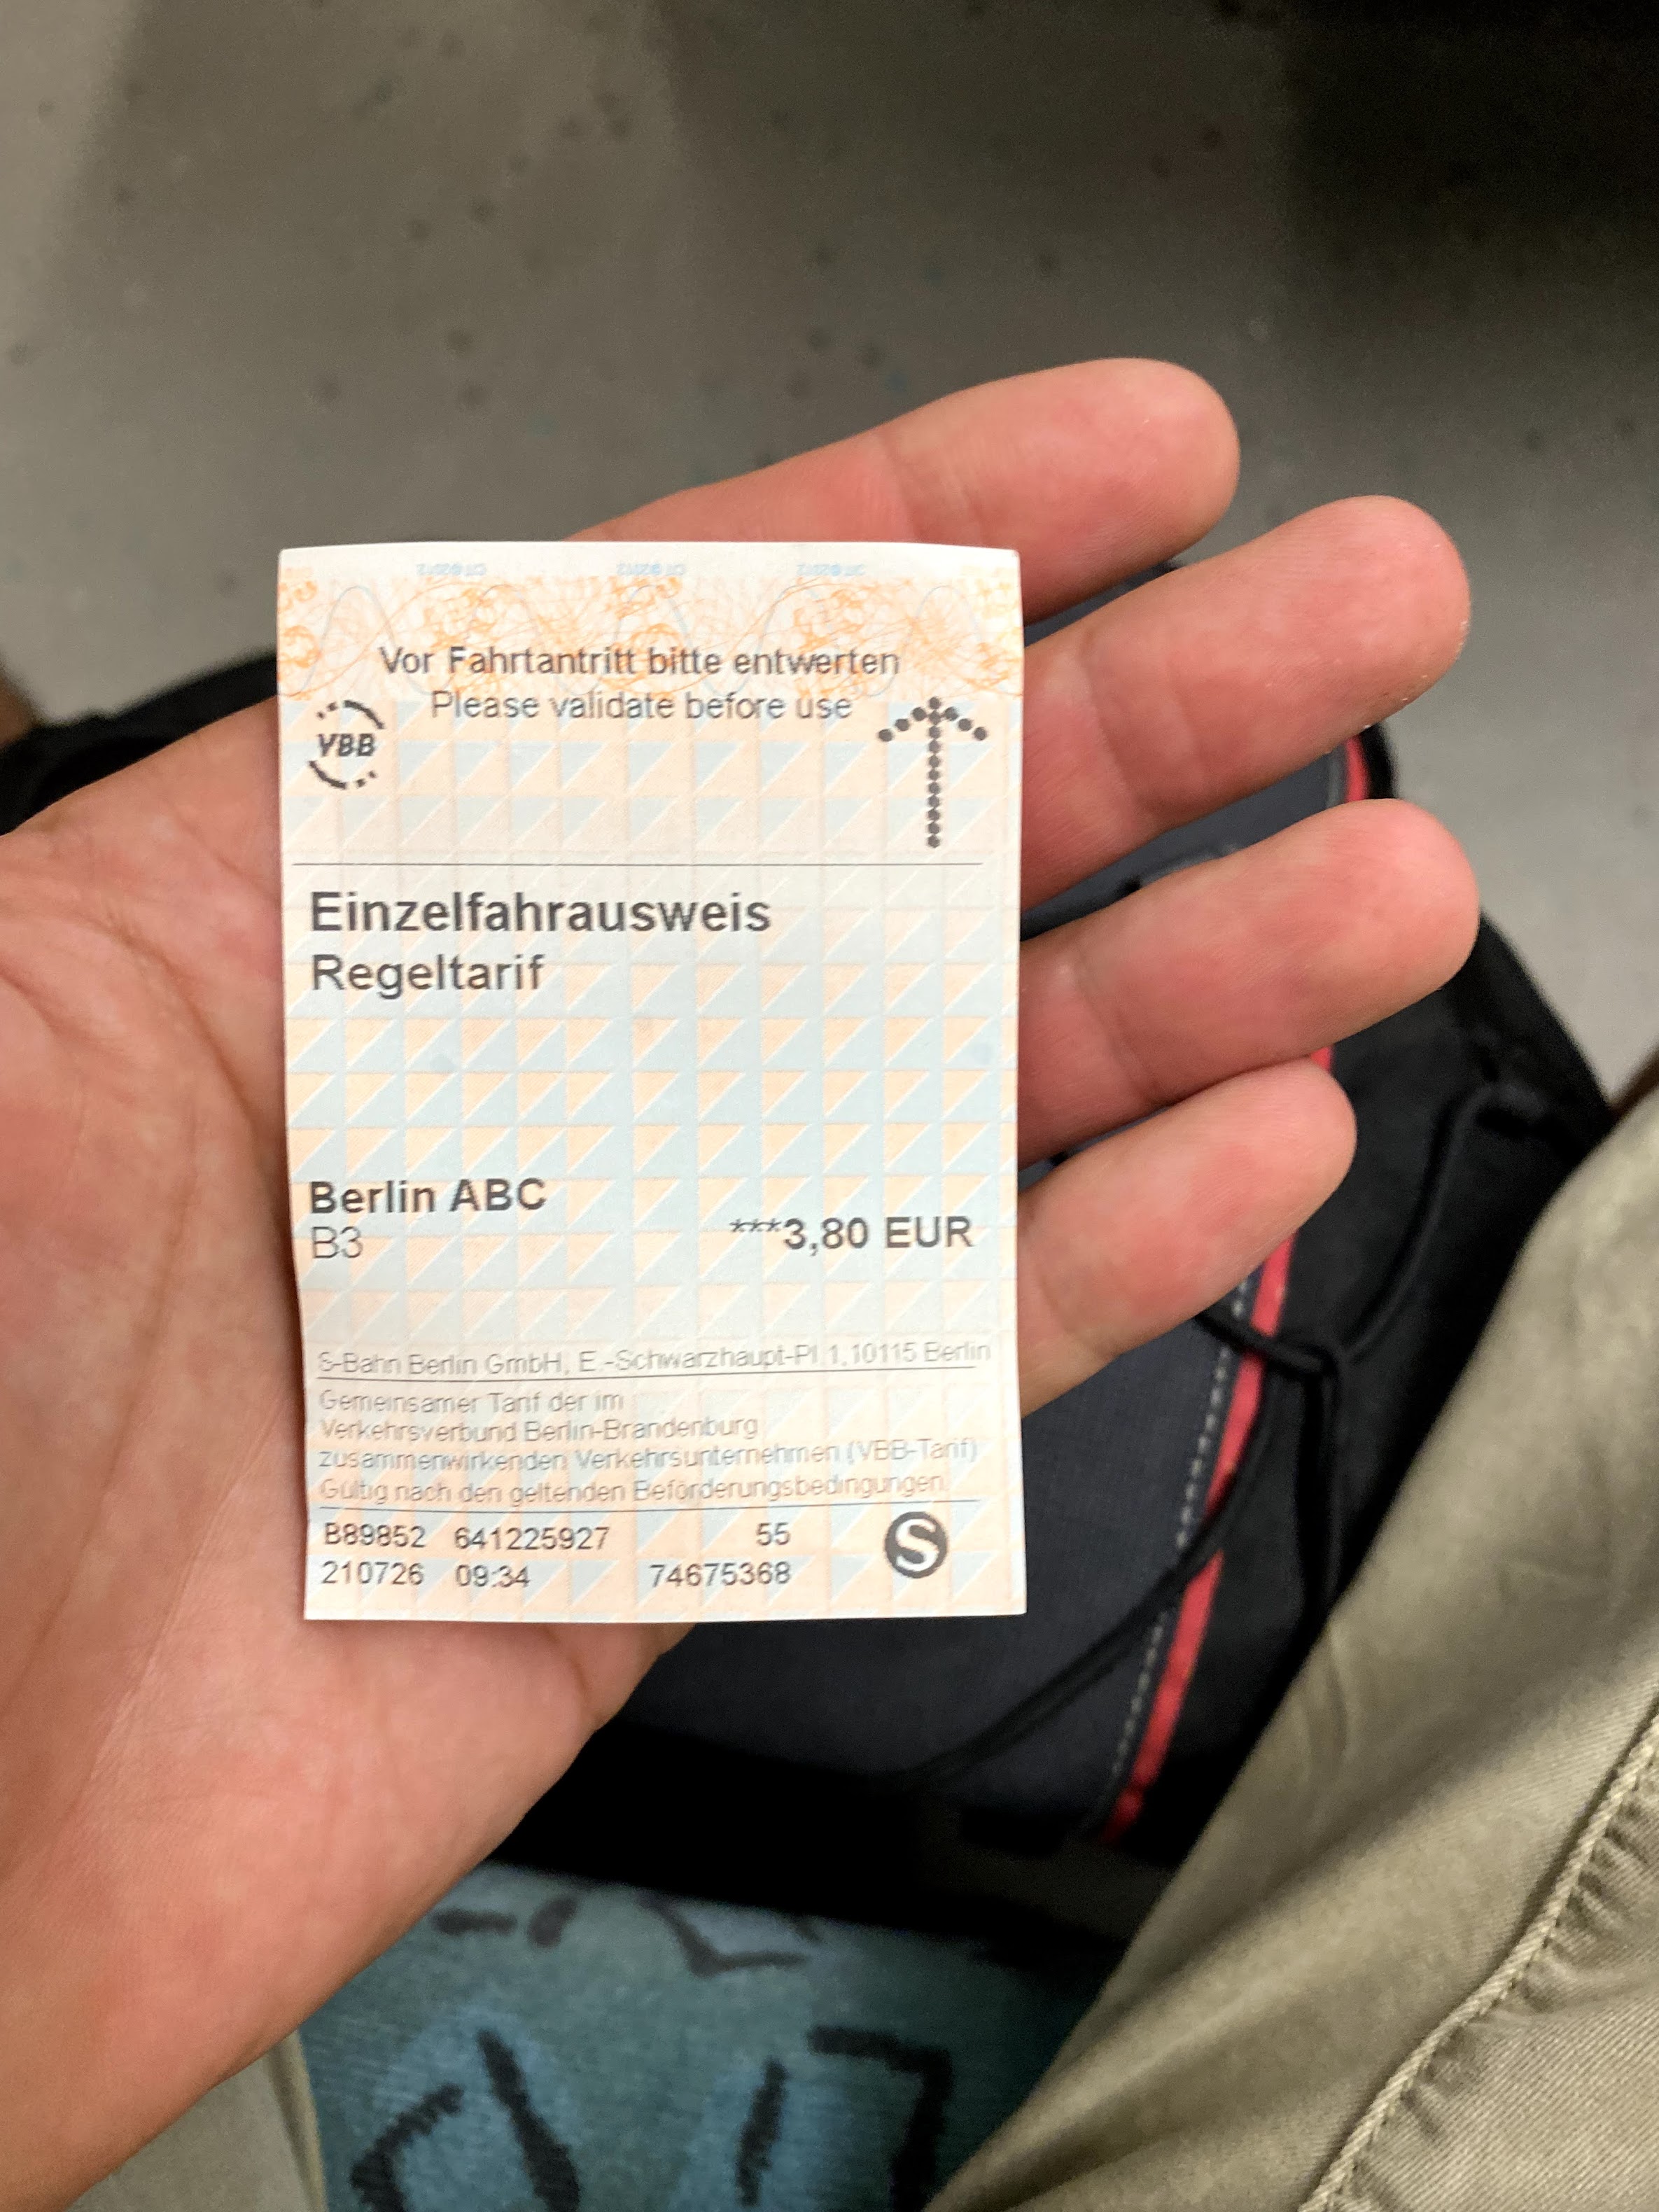 Vor Fahrtantritt bitte entwerten
Please validate before use
VBB
Einzelfahrausweis
Regeltarif
Berlin ABC
B3
***3,80 EUR
S-Bahn Berlin GmbH, E.-Schwarzhaupt-Pl.1,10115 Berlin
Gemeinsamer Tarif der im
Verkehrsverbund Berlin-Brandenburg
zusammenwirkenden Verkehrsunternehmen (VBB-Tarif)
Gültig nach den geltenden Beförderungsbedingungen.
B89852 641225927 55
S
210726 09:34 74675368